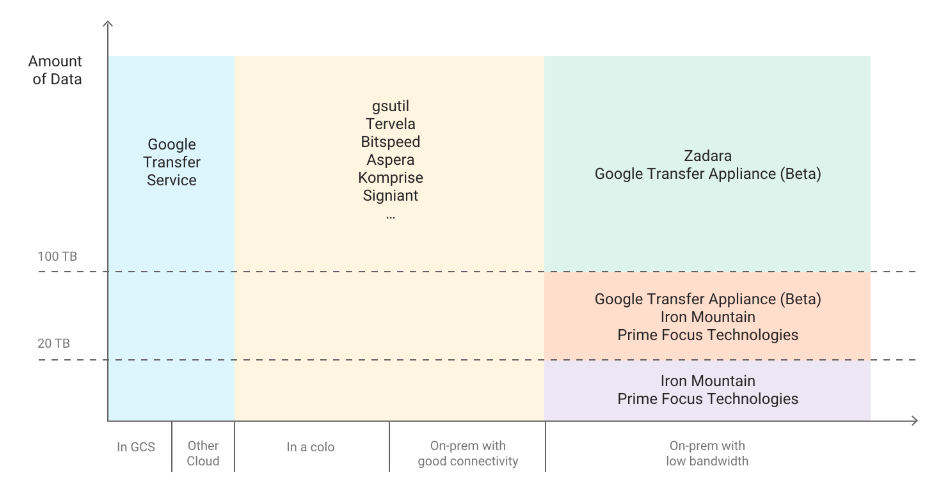 Amount
of Data
Google
Transfer
Service
gsutil
Tervela
Bitspeed
Aspera
Komprise
Signiant
...
Zadara
Google Transfer Appliance (Beta)
100 TB
Google Transfer Appliance (Beta)
Iron Mountain
Prime Focus Technologies
20 TB
Iron Mountain
Prime Focus Technologies
In GCS
Other
Cloud
In a colo
On-prem with
good connectivity
On-prem with
low bandwidth